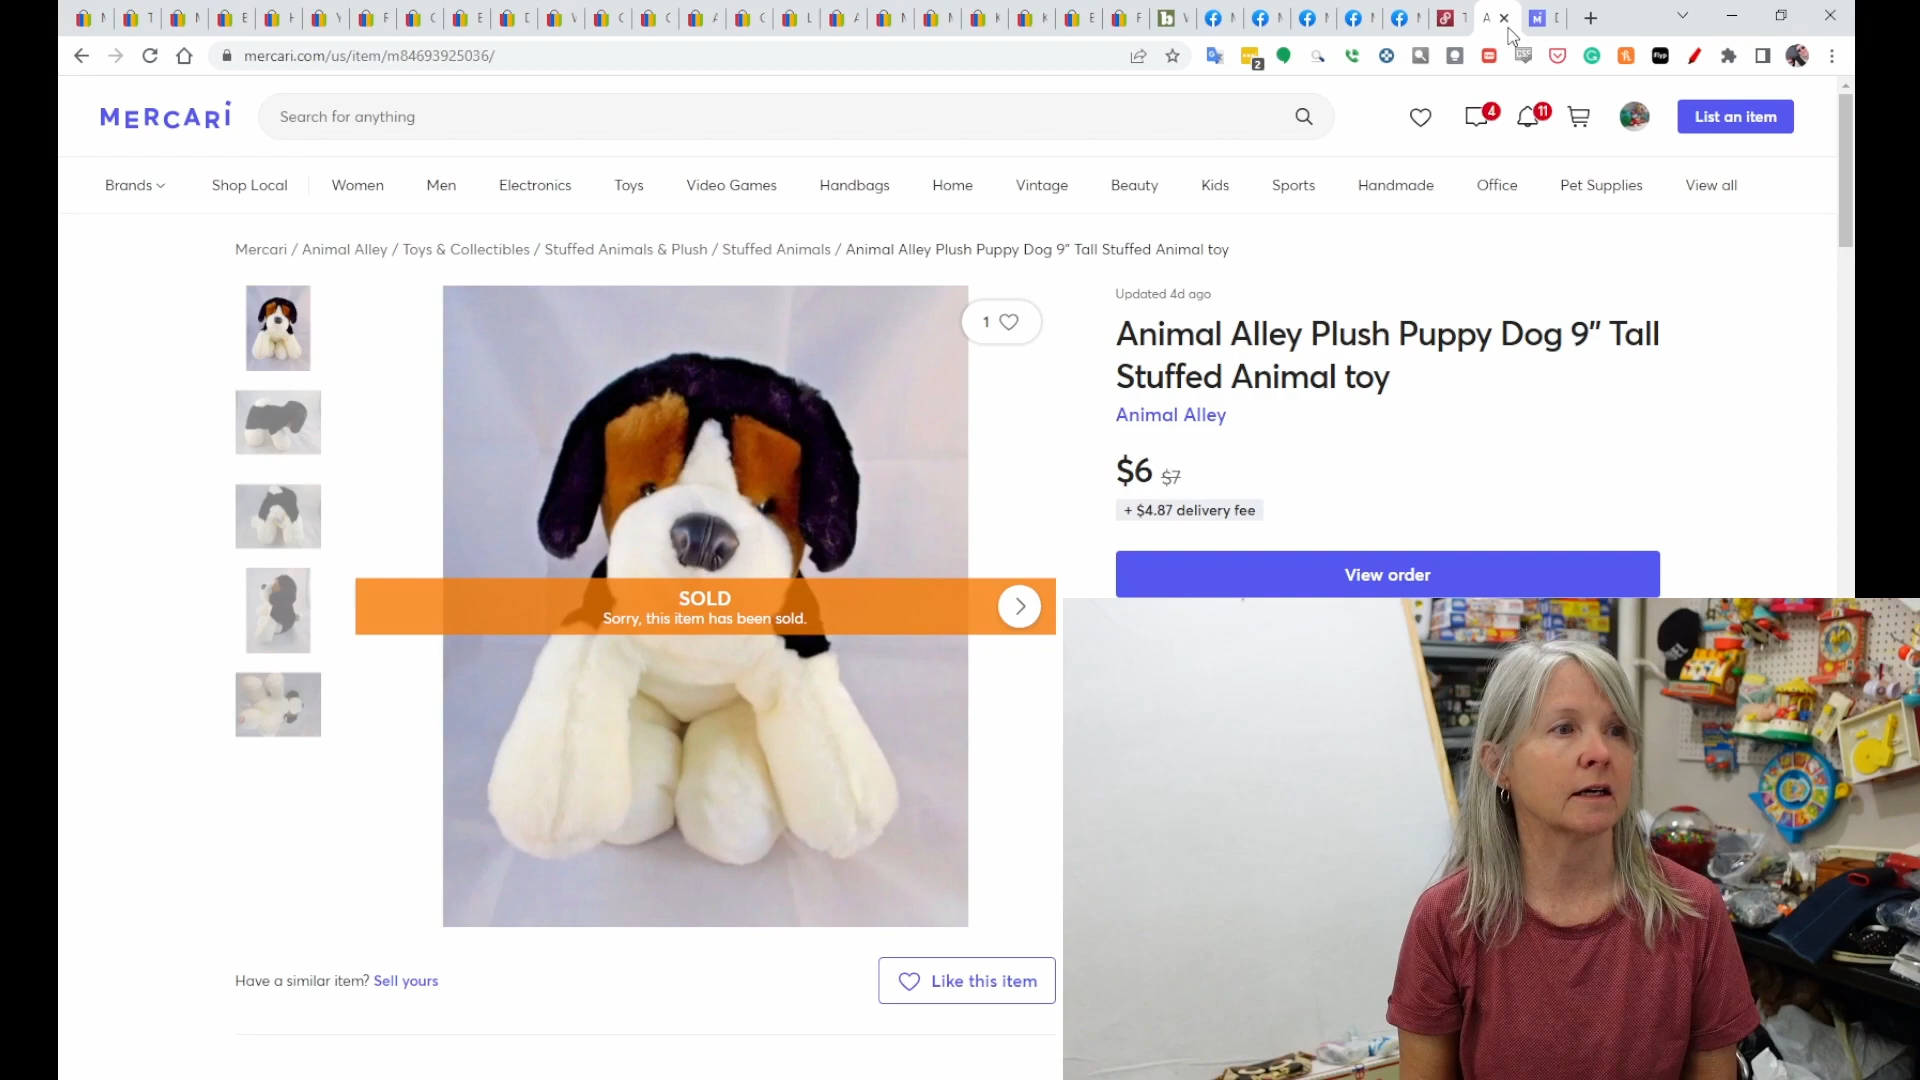 mercari.com/us/item/m84693925036/
2
MERCARI
Search for anything
4
11
List an item
Brands
Shop Local
Women
Men
Electronics
Toys
Video Games
Handbags
Home
Vintage
Beauty
Kids
Sports
Handmade
Office
Pet Supplies
View all
Mercari / Animal Alley / Toys & Collectibles / Stuffed Animals & Plush / Stuffed Animals / Animal Alley Plush Puppy Dog 9” Tall Stuffed Animal toy
1
Updated 4d ago
Animal Alley Plush Puppy Dog 9” Tall
Stuffed Animal toy
Animal Alley
$6 $7
+ $4.87 delivery fee
View order
SOLD
Sorry, this item has been sold.
Have a similar item? Sell yours
Like this item